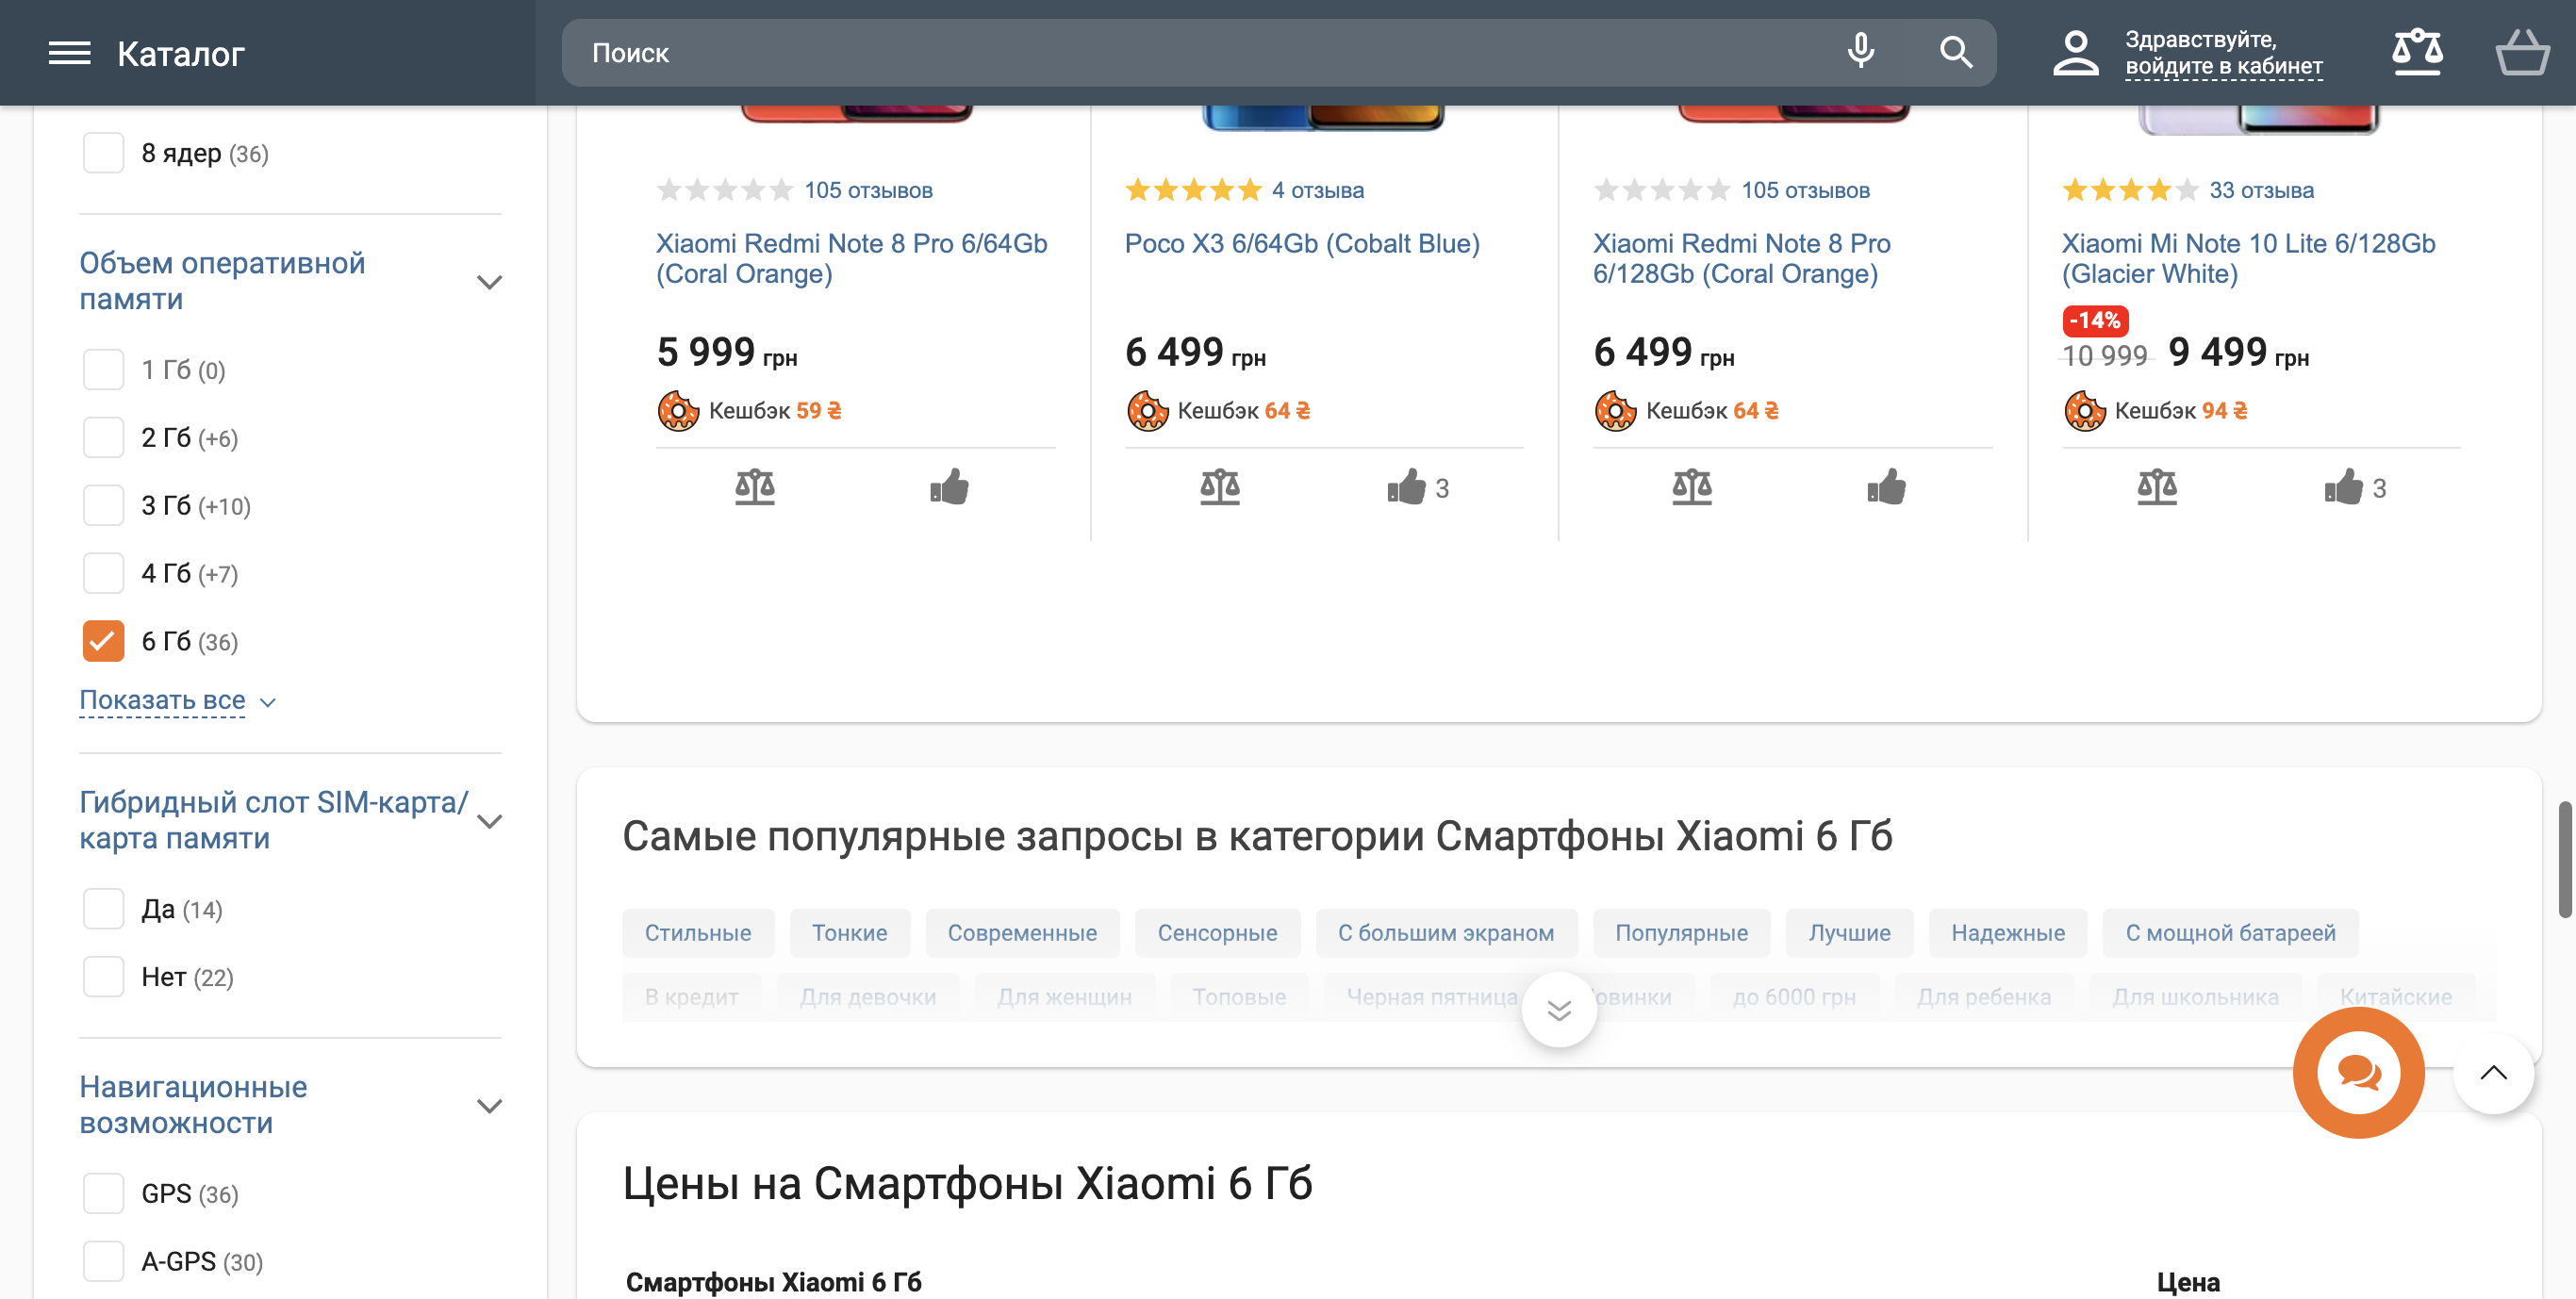 Каталог
Поиск
Здравствуйте,
войдите в кабинет
8 ядер (36)
Объем оперативной
памяти
1 Гб (0)
2 Гб (+6)
3 Гб (+10)
4 Гб (+7)
6 Гб (36)
Показать все
Гибридный слот SIM-карта/
карта памяти
Да (14)
Нет (22)
Навигационные
возможности
GPS (36)
A-GPS (30)
105 отзывов
Xiaomi Redmi Note 8 Pro 6/64Gb
(Coral Orange)
5 999 грн
Кешбэк 59 ₴
4 отзыва
Poco X3 6/64Gb (Cobalt Blue)
6 499 грн
Кешбэк 64 ₴
3
105 отзывов
Xiaomi Redmi Note 8 Pro
6/128Gb (Coral Orange)
6 499 грн
Кешбэк 64 ₴
33 отзыва
Xiaomi Mi Note 10 Lite 6/128Gb
(Glacier White)
-14%
10 999 9 499 грн
Кешбэк 94 ₴
3
Самые популярные запросы в категории Смартфоны Xiaomi 6 Гб
Стильные Тонкие Современные Сенсорные С большим экраном Популярные Лучшие Надежные С мощной батареей
В кредит Для девочки Для женщин Топовые Черная пятница до 6000 грн Для ребенка Для школьника Китайские
Цены на Смартфоны Xiaomi 6 Гб
Смартфоны Xiaomi 6 Гб Цена